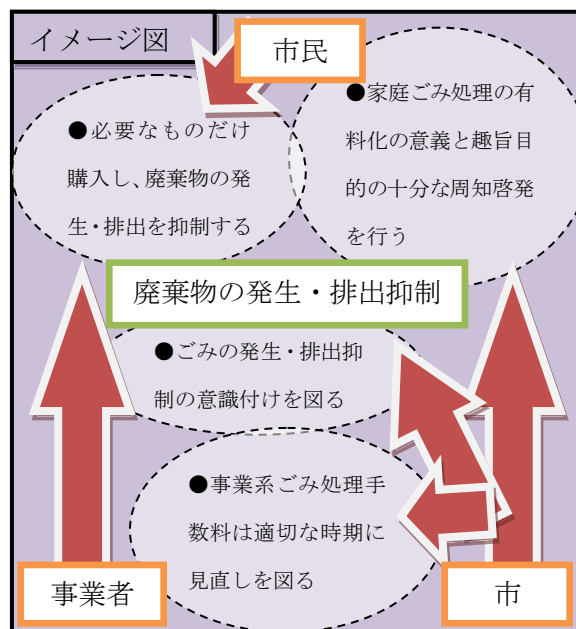 イメージ図
市民
●必要なものだけ
購入し、廃棄物の発
生・排出を抑制する
●家庭ごみ処理の有
料化の意義と趣旨目
的の十分な周知啓発
を行う
廃棄物の発生・排出抑制
●ごみの発生・排出抑
制の意識付けを図る
●事業系ごみ処理手
数料は適切な時期に
見直しを図る
事業者
市